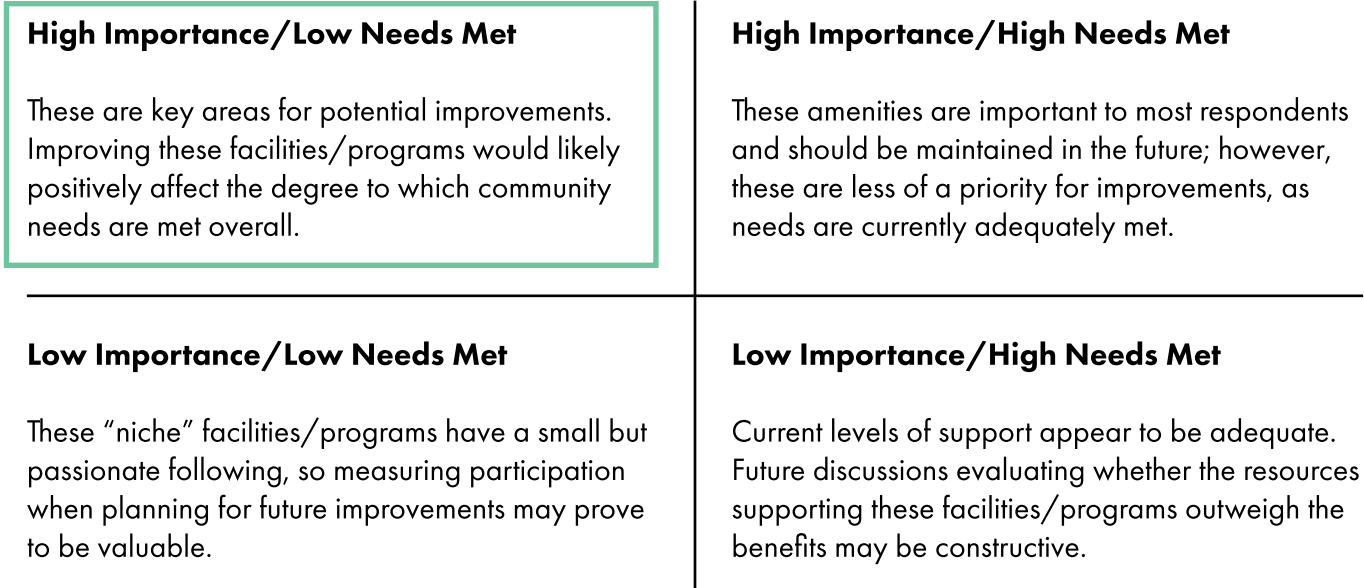 High Importance/Low Needs Met
These are key areas for potential improvements.
Improving these facilities/programs would likely
positively affect the degree to which community
needs are met overall.
High Importance/High Needs Met
These amenities are important to most respondents
and should be maintained in the future; however,
these are less of a priority for improvements, as
needs are currently adequately met.
Low Importance/Low Needs Met
These “niche” facilities/programs have a small but
passionate following, so measuring participation
when planning for future improvements may prove
to be valuable.
Low Importance/High Needs Met
Current levels of support appear to be adequate.
Future discussions evaluating whether the resources
supporting these facilities/programs outweigh the
benefits may be constructive.